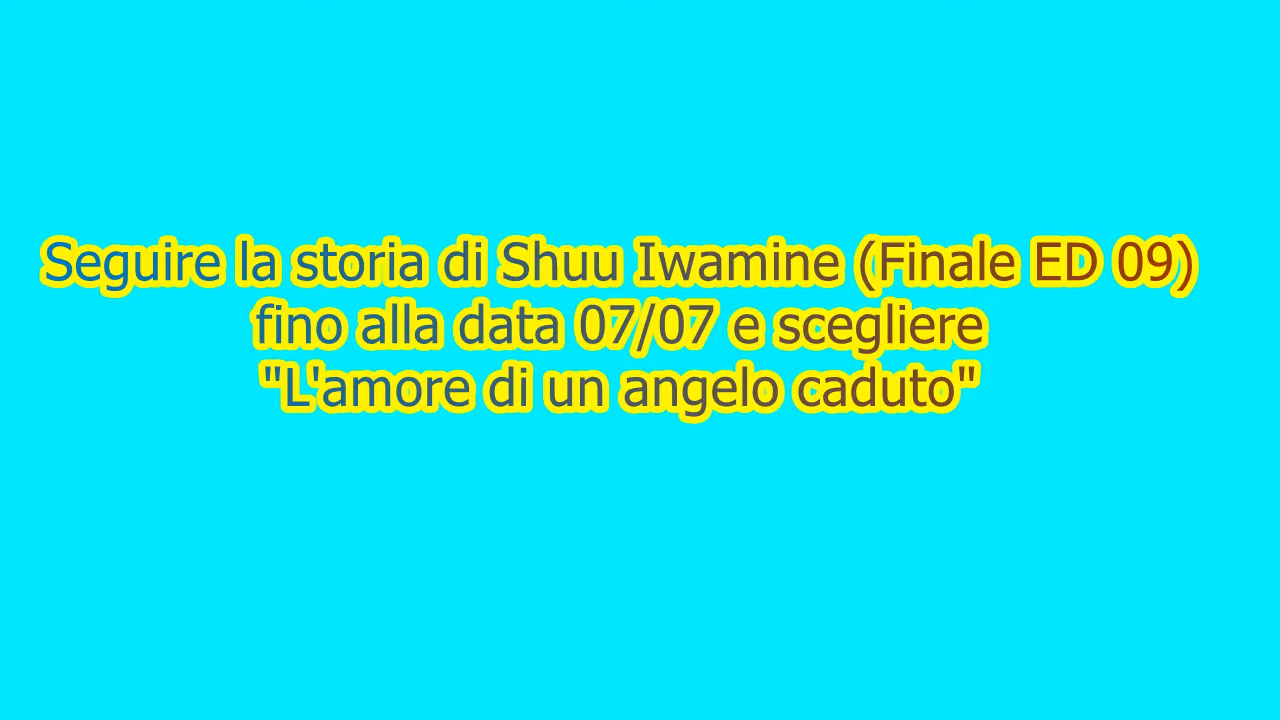 Seguire la storia di Shuu Iwamine (Finale ED 09)
fino alla data 07/07 e scegliere
"L'amore di un angelo caduto"